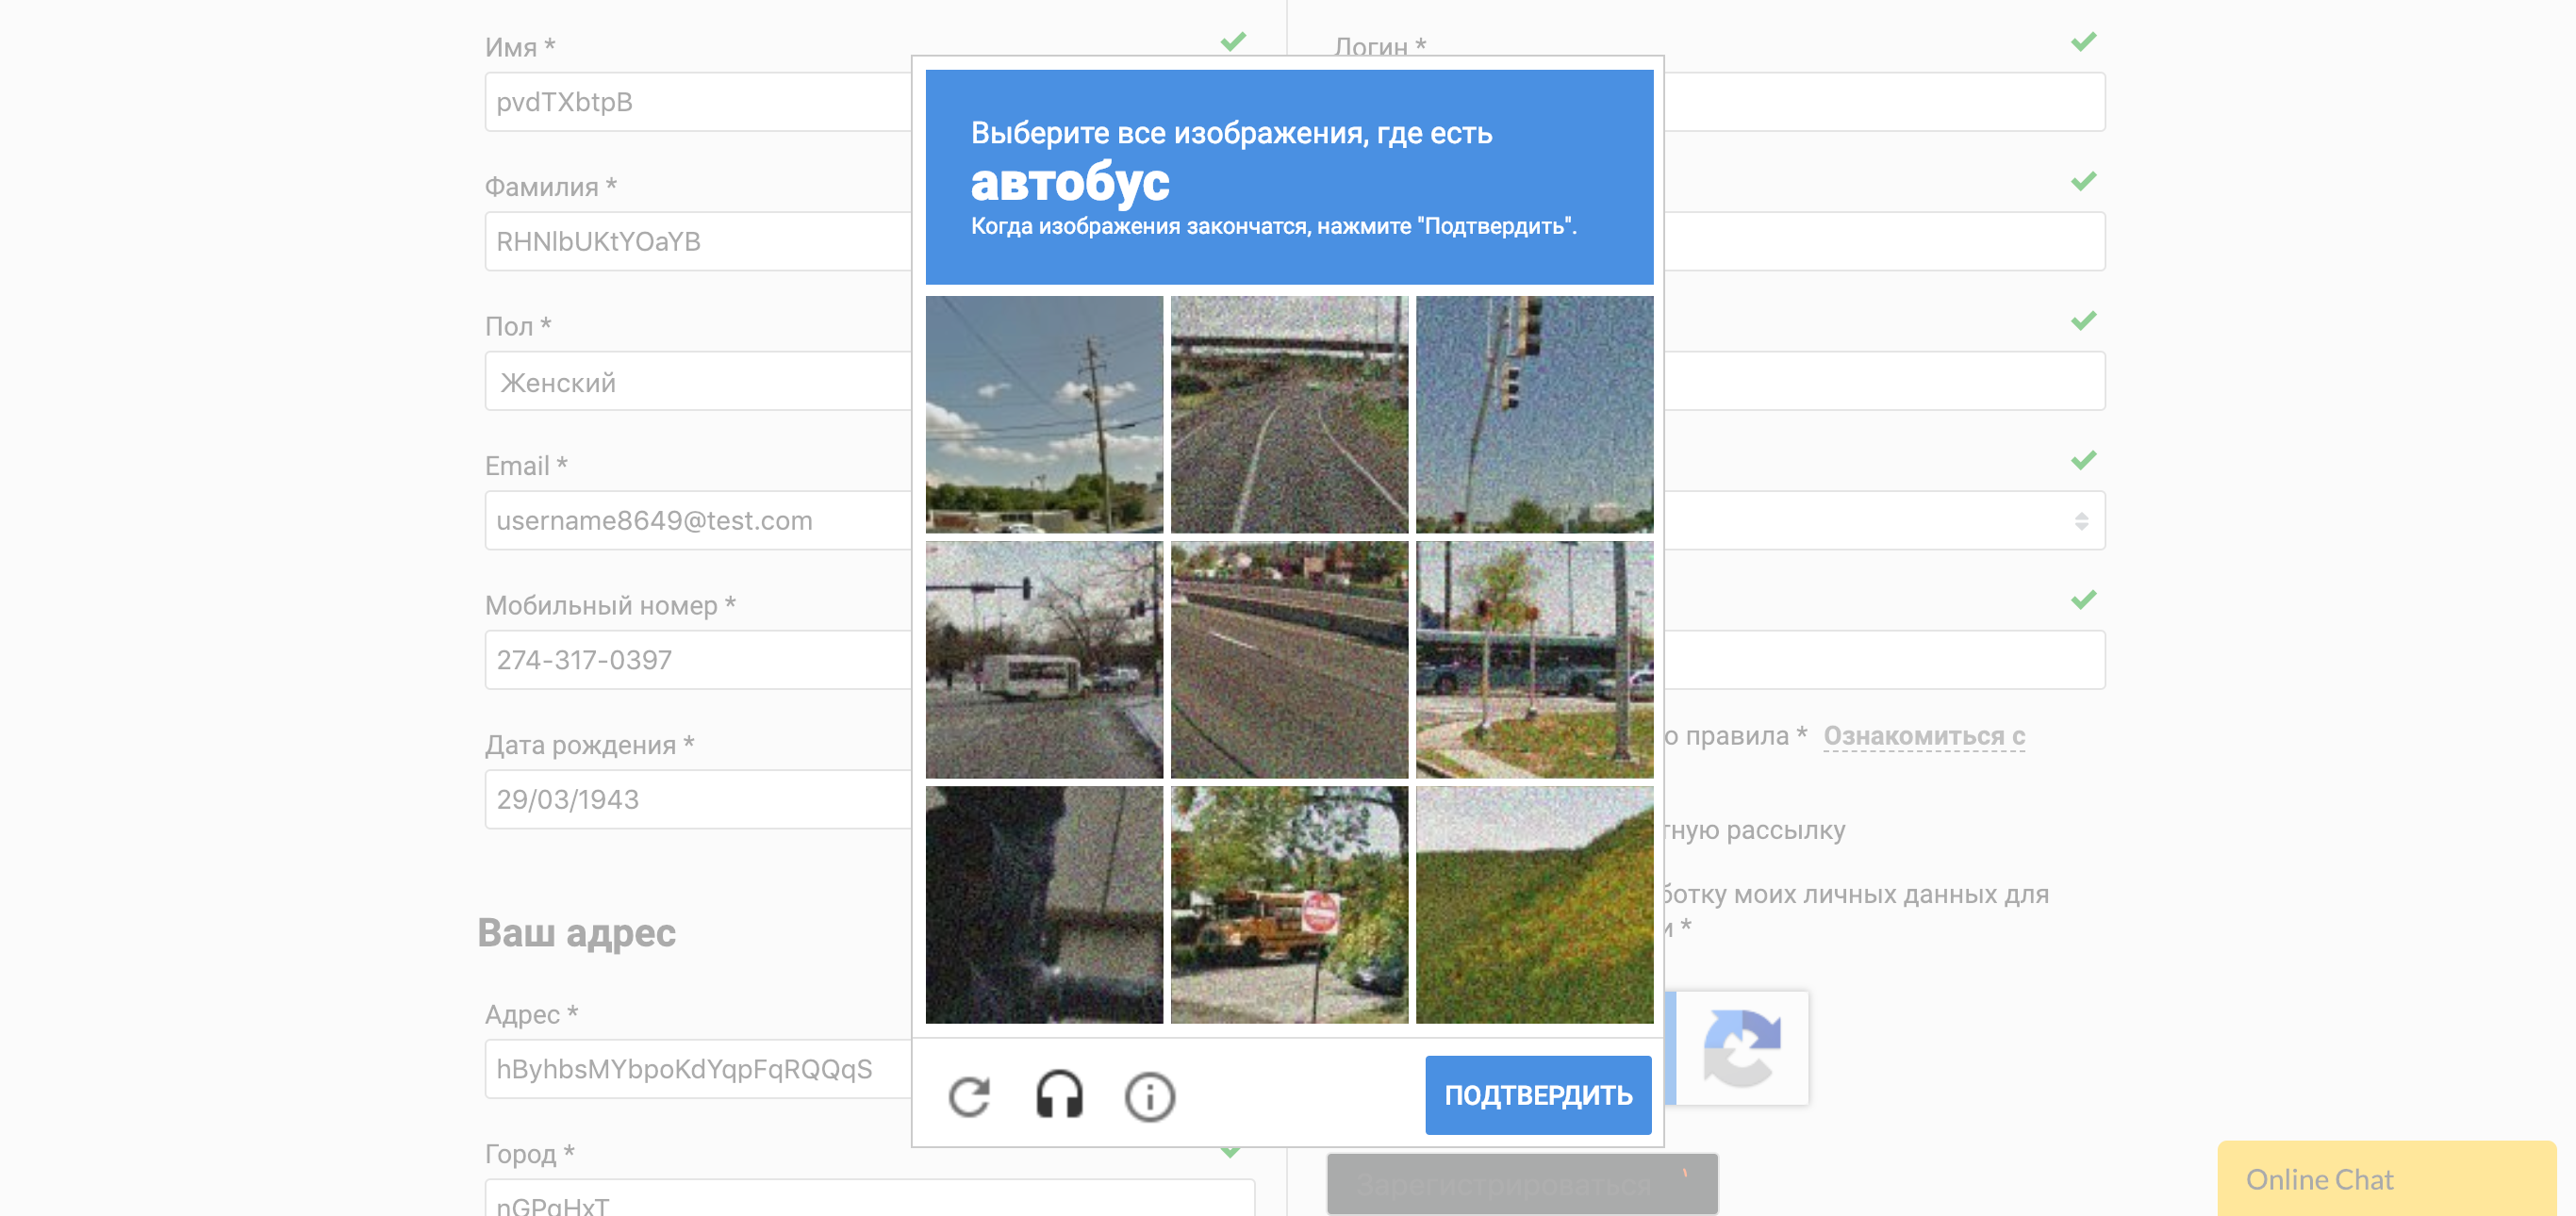 Имя *
Логин *
pvdTXbtpB
Выберите все изображения, где есть
автобус
Когда изображения закончатся, нажмите "Подтвердить".
Фамилия *
RHNlbUKtYOaYB
Пол *
Женский
Email *
username8649@test.com
Мобильный номер *
274-317-0397
Дата рождения *
29/03/1943
о правила * Ознакомиться с
тную рассылку
ботку моих личных данных для
и *
Ваш адрес
Адрес *
hByhbsMYbpoKdYqpFqRQQqS
ПОДТВЕРДИТЬ
Город *
nGPqHxT
Зарегистрироваться
Online Chat